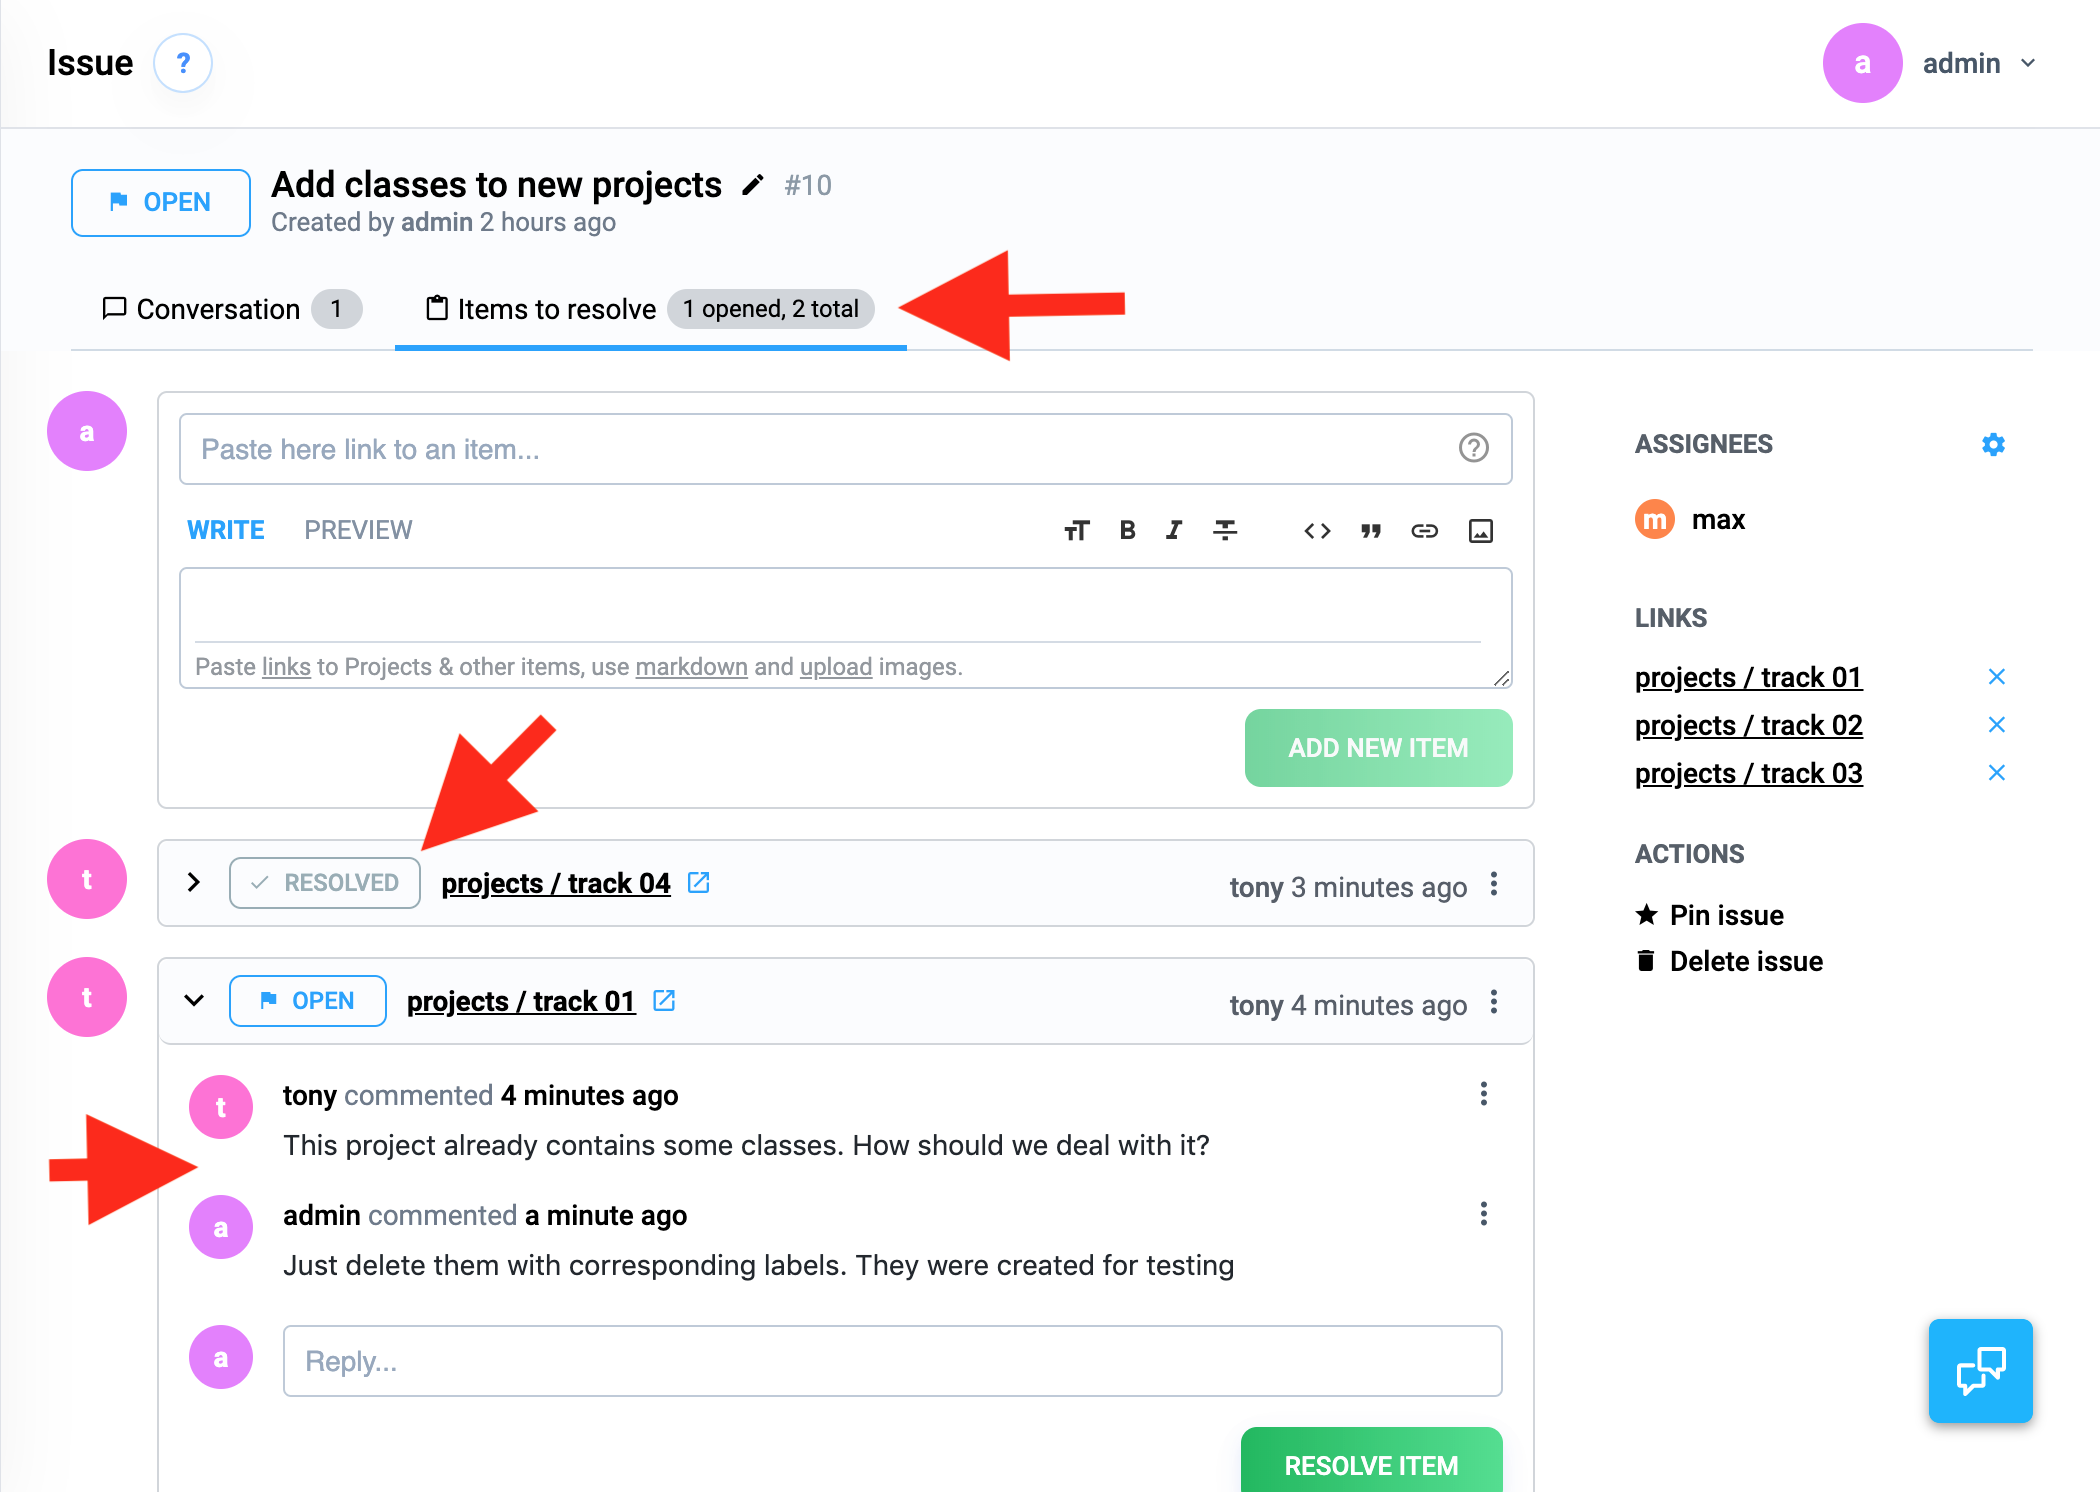 Issue ?
a admin
OPEN
Add classes to new projects #10
Created by admin 2 hours ago
Conversation 1
Items to resolve 1 opened, 2 total
a
Paste here link to an item...
?
WRITE PREVIEW
Paste links to Projects & other items, use markdown and upload images.
ADD NEW ITEM
t
RESOLVED projects / track 04
tony 3 minutes ago
t
OPEN projects / track 01
tony 4 minutes ago
t
tony commented 4 minutes ago
This project already contains some classes. How should we deal with it?
a
admin commented a minute ago
Just delete them with corresponding labels. They were created for testing
a
Reply...
RESOLVE ITEM
ASSIGNEES
m max
LINKS
projects / track 01
projects / track 02
projects / track 03
ACTIONS
Pin issue
Delete issue